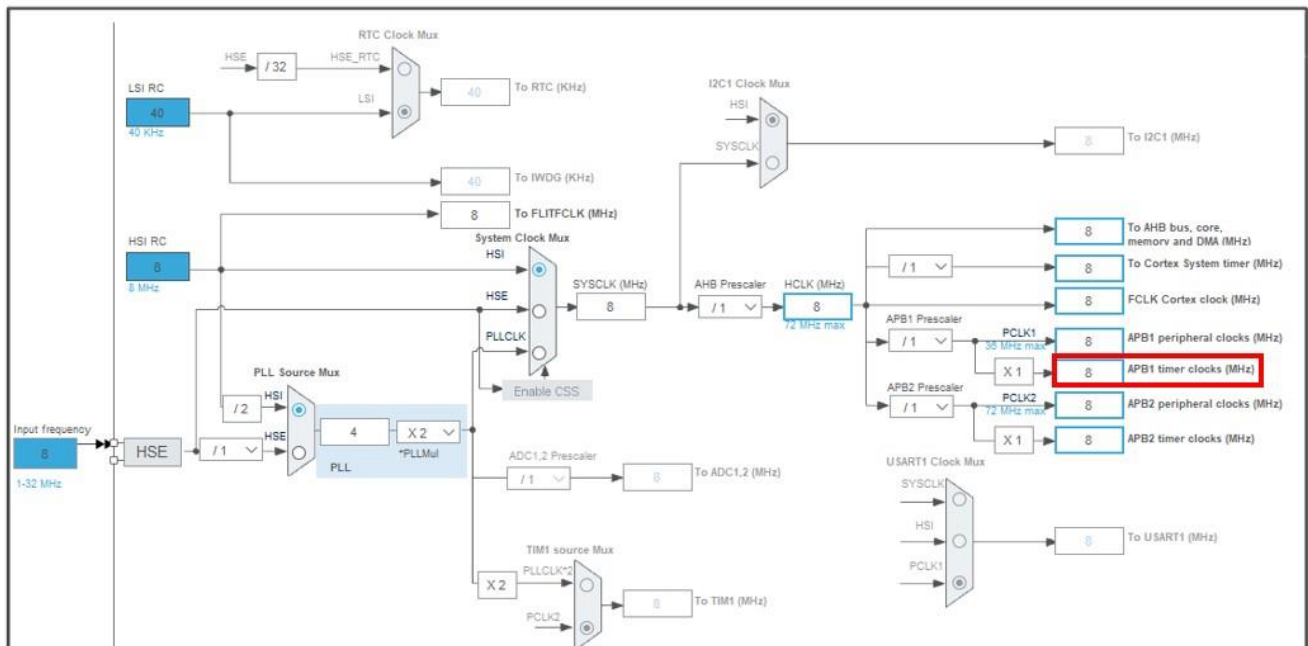 RTC Clock Mux
HSE
/ 32
HSE_RTC
LSI RC
40
40 KHz
LSI
40
To RTC (KHz)
I2C1 Clock Mux
HSI
SYSCLK
8
To I2C1 (MHz)
40
To IWDG (KHz)
8
To FLITFCLK (MHz)
HSI RC
8
8 MHz
System Clock Mux
HSI
HSE
PLLCLK
SYSCLK (MHz)
8
AHB Prescaler
/ 1
HCLK (MHz)
8
72 MHz max
8
To AHB bus, core,
memory and DMA (MHz)
/ 1
8
To Cortex System timer (MHz)
8
FCLK Cortex clock (MHz)
APB1 Prescaler
/ 1
PCLK1
36 MHz max
8
APB1 peripheral clocks (MHz)
X 1
8
APB1 timer clocks (MHz)
APB2 Prescaler
/ 1
PCLK2
72 MHz max
8
APB2 peripheral clocks (MHz)
X 1
8
APB2 timer clocks (MHz)
Enable CSS
PLL Source Mux
/ 2
HSI
Input frequency
8
1-32 MHz
HSE
/ 1
HSE
4
X 2
*PLLMul
PLL
ADC1,2 Prescaler
/ 1
8
To ADC1,2 (MHz)
USART1 Clock Mux
SYSCLK
HSI
PCLK1
8
To USART1 (MHz)
TIM1 source Mux
X 2
PLLCLK*2
PCLK2
8
To TIM1 (MHz)